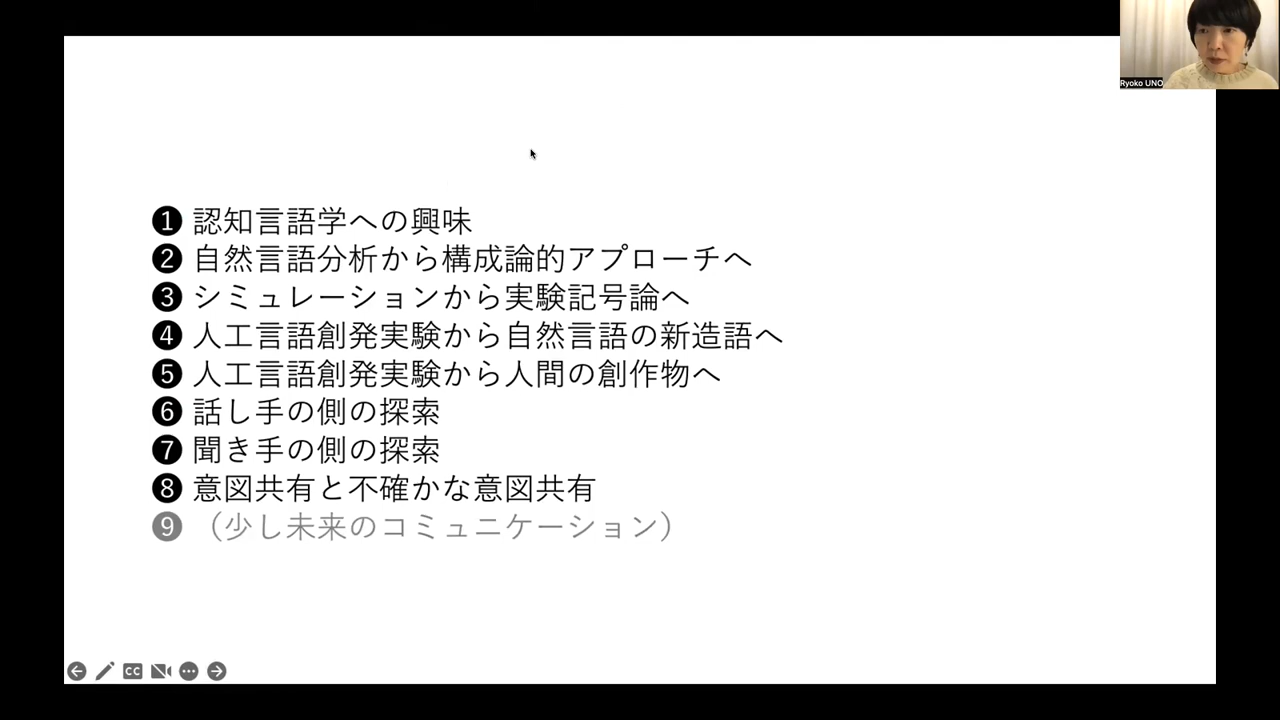 Ryoko UNO
❶ 認知言語学への興味
❷ 自然言語分析から構成論的アプローチへ
❸ シミュレーションから実験記号論へ
❹ 人工言語創発実験から自然言語の新造語へ
❺ 人工言語創発実験から人間の創作物へ
❻ 話し手の側の探索
❼ 聞き手の側の探索
❽ 意図共有と不確かな意図共有
❾ （少し未来のコミュニケーション）
CC